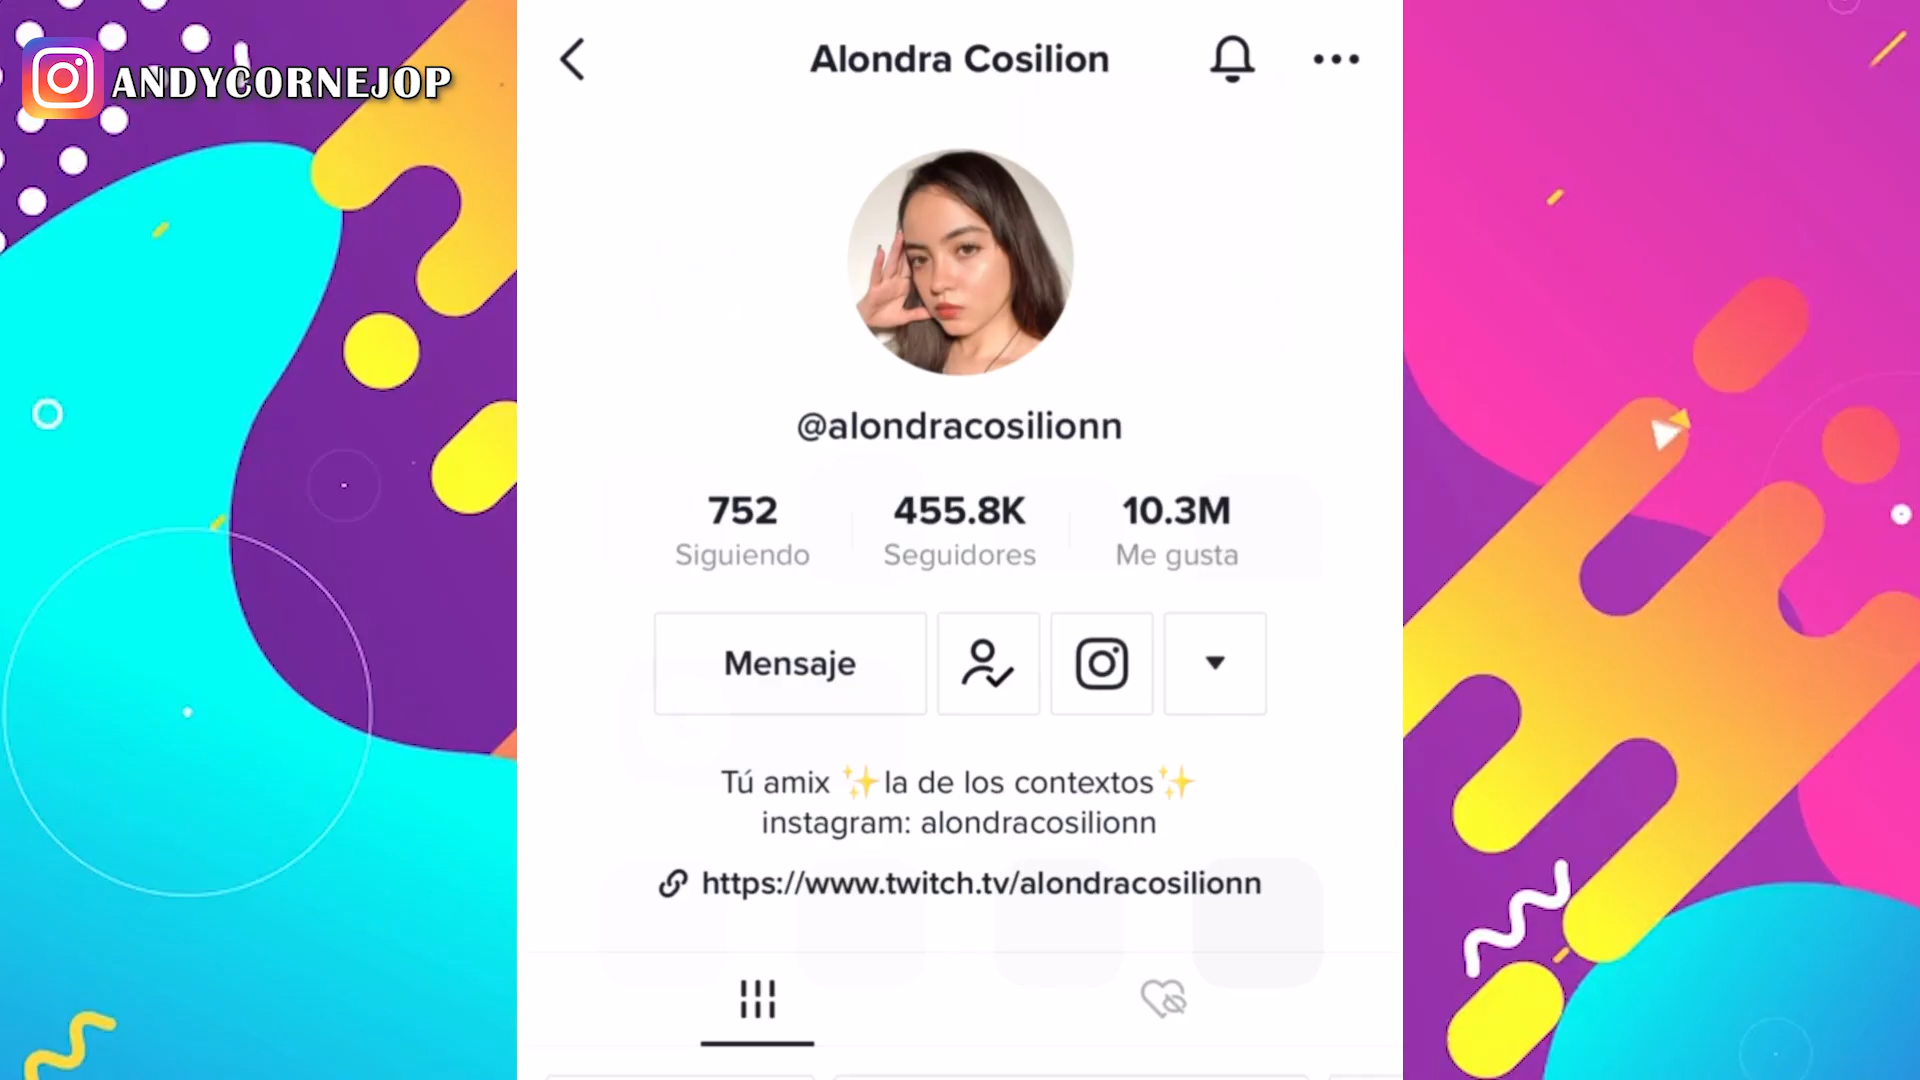 ANDYCORNEJOP
Alondra Cosilion
@alondracosilionn
752 455.8K 10.3M
Siguiendo Seguidores Me gusta
Mensaje
Tú amix ✨la de los contextos✨
instagram: alondracosilionn
https://www.twitch.tv/alondracosilionn